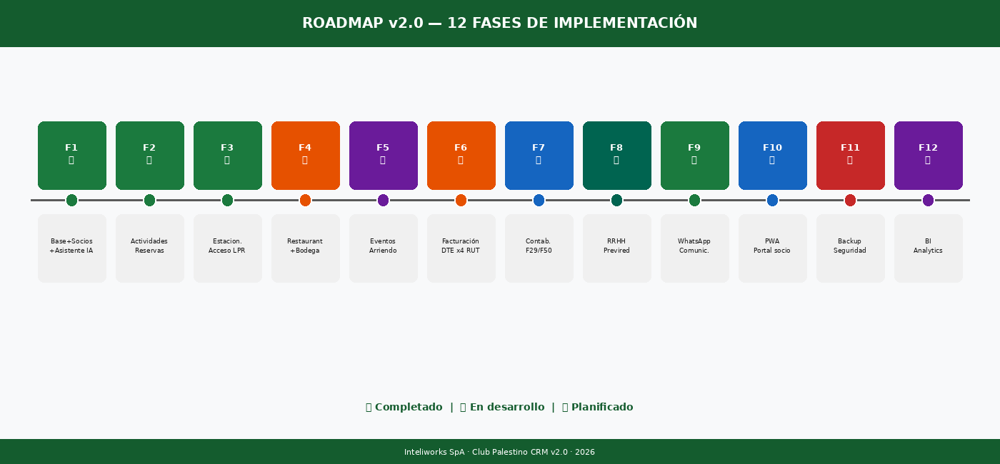 ROADMAP v2.0 — 12 FASES DE IMPLEMENTACIÓN
F1
F2
F3
F4
F5
F6
F7
F8
F9
F10
F11
F12
Base+Socios
+Asistente IA
Actividades
Reservas
Estacion.
Acceso LPR
Restaurant
+Bodega
Eventos
Arriendo
Facturación
DTE x4 RUT
Contab.
F29/F50
RRHH
Previred
WhatsApp
Comunic.
PWA
Portal socio
Backup
Seguridad
BI
Analytics
Completado | En desarrollo | Planificado
Inteliworks SpA · Club Palestino CRM v2.0 · 2026